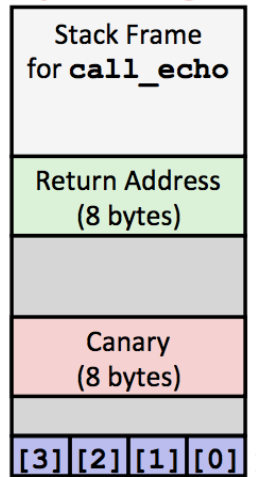 Stack Frame
for call_echo
Return Address
(8 bytes)
Canary
(8 bytes)
[3] [2] [1] [0]